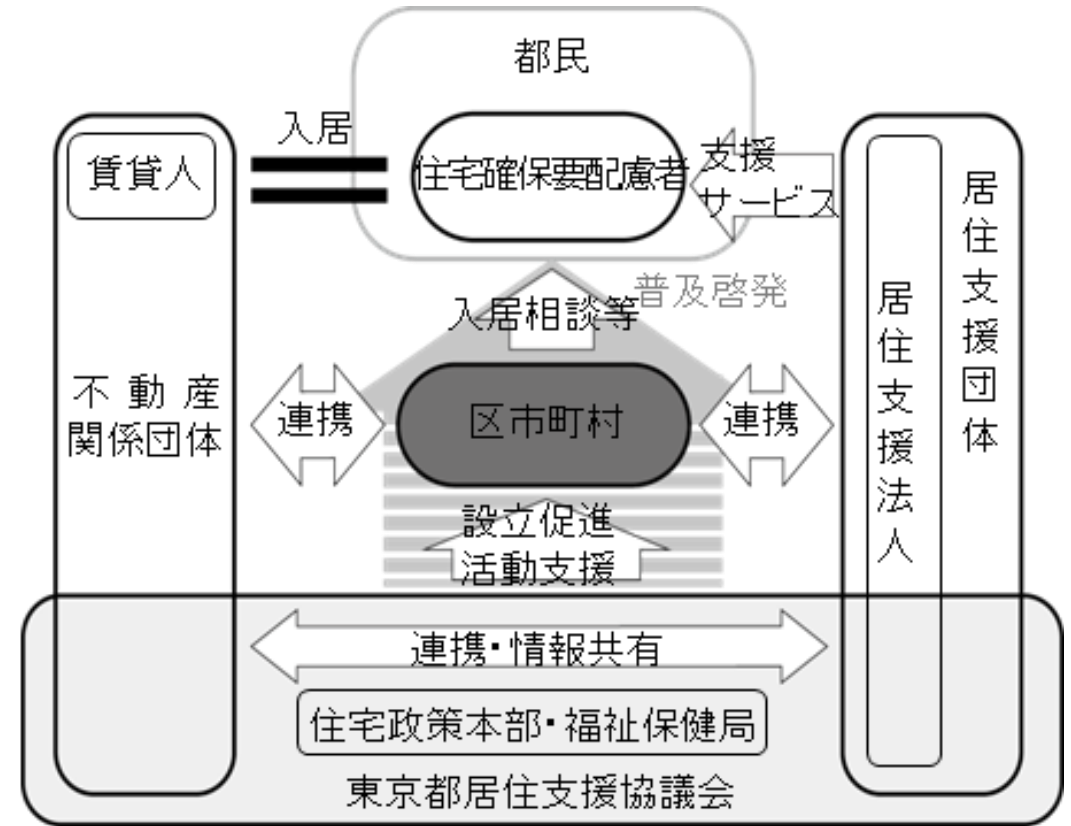 都民
入居
賃貸人
住宅確保要配慮者
支援
サービス
居住支援団体
居住支援法人
普及啓発
入居相談等
不動産
関係団体
連携
区市町村
連携
設立促進
活動支援
連携・情報共有
住宅政策本部・福祉保健局
東京都居住支援協議会